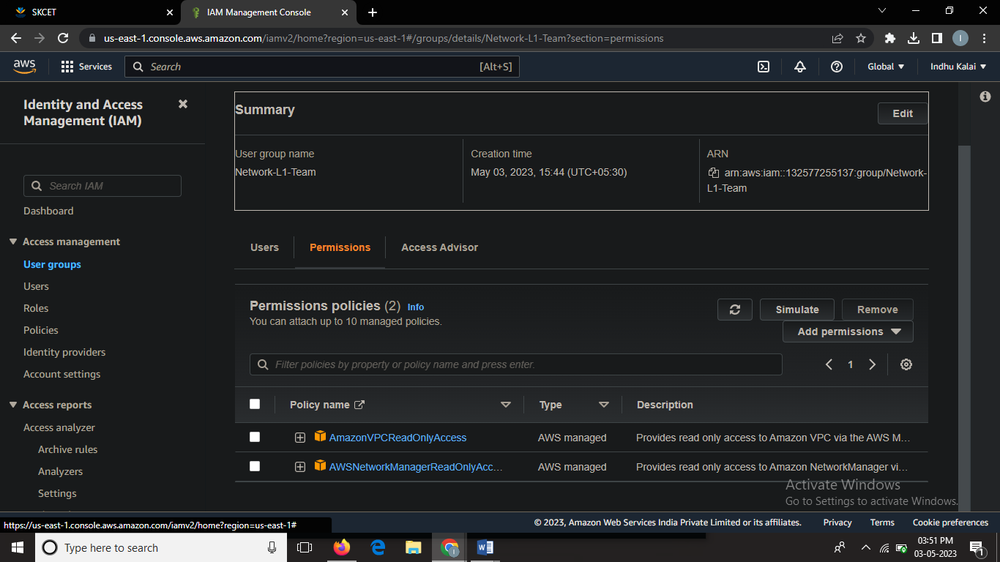 SKCET
IAM Management Console
us-east-1.console.aws.amazon.com/iamv2/home?region=us-east-1#/groups/details/Network-L1-Team?section=permissions
I
aws
Services
Search
[Alt+S]
Global
Indhu Kalai
Identity and Access
Management (IAM)
Search IAM
Dashboard
Access management
User groups
Users
Roles
Policies
Identity providers
Account settings
Access reports
Access analyzer
Archive rules
Analyzers
Settings
Summary
Edit
User group name
Network-L1-Team
Creation time
May 03, 2023, 15:44 (UTC+05:30)
ARN
arn:aws:iam::132577255137:group/Network-
L1-Team
Users
Permissions
Access Advisor
Permissions policies (2) Info
You can attach up to 10 managed policies.
Simulate
Remove
Add permissions
Filter policies by property or policy name and press enter.
1
Policy name
Type
Description
AmazonVPCReadOnlyAccess
AWS managed
Provides read only access to Amazon VPC via the AWS M...
AWSNetworkManagerReadOnlyAcc...
AWS managed
Provides read only access to Amazon NetworkManager vi...
Activate Windows
Go to Settings to activate Windows.
https://us-east-1.console.aws.amazon.com/iamv2/home?region=us-east-1#
© 2023, Amazon Web Services India Private Limited or its affiliates.
Privacy
Terms
Cookie preferences
Type here to search
03:51 PM
03-05-2023
1